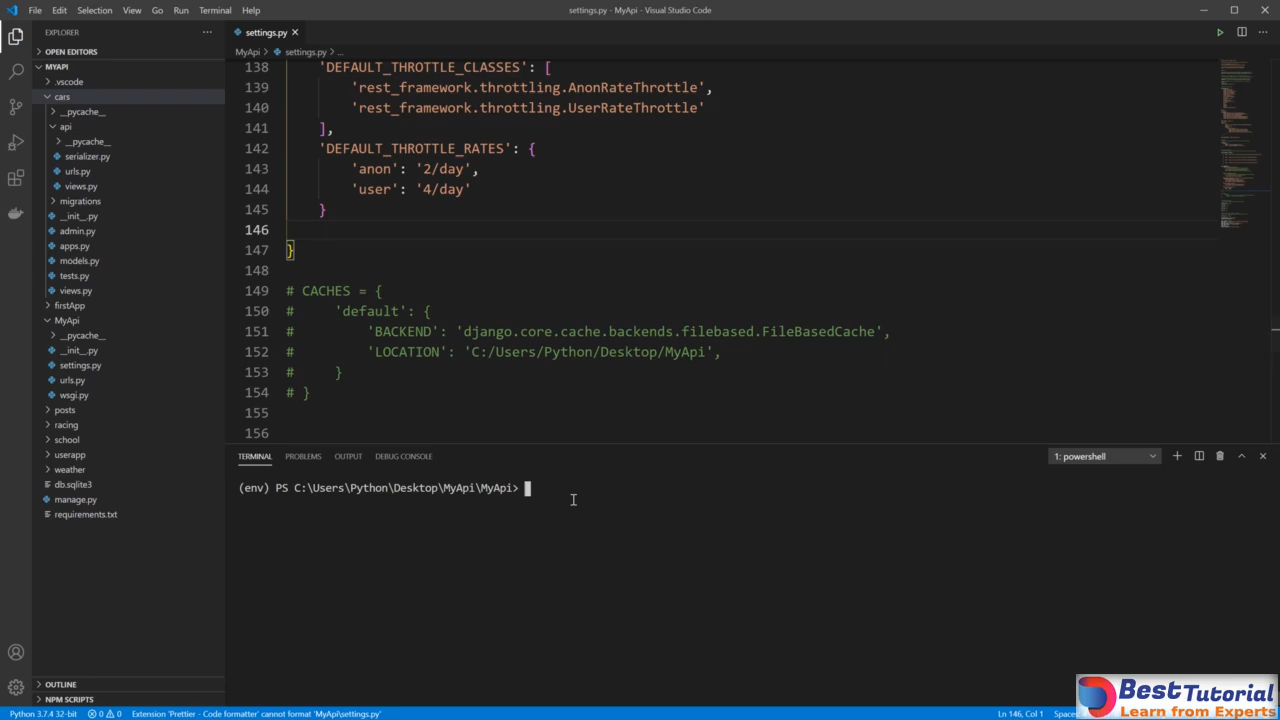 File Edit Selection View Go Run Terminal Help
settings.py - MyApi - Visual Studio Code
EXPLORER
OPEN EDITORS
MYAPI
.vscode
cars
__pycache__
api
__pycache__
serializer.py
urls.py
views.py
migrations
__init__.py
admin.py
apps.py
models.py
tests.py
views.py
firstApp
MyApi
__pycache__
__init__.py
settings.py
urls.py
wsgi.py
posts
racing
school
userapp
weather
db.sqlite3
manage.py
requirements.txt
OUTLINE
NPM SCRIPTS
settings.py
MyApi > settings.py > ...
138 'DEFAULT_THROTTLE_CLASSES': [
139 'rest_framework.throttling.AnonRateThrottle',
140 'rest_framework.throttling.UserRateThrottle'
141 ],
142 'DEFAULT_THROTTLE_RATES': {
143 'anon': '2/day',
144 'user': '4/day'
145 }
146
147 }
148
149 # CACHES = {
150 # 'default': {
151 # 'BACKEND': 'django.core.cache.backends.filebased.FileBasedCache',
152 # 'LOCATION': 'C:/Users/Python/Desktop/MyApi',
153 # }
154 # }
155
156
TERMINAL PROBLEMS OUTPUT DEBUG CONSOLE
1: powershell
(env) PS C:\Users\Python\Desktop\MyApi\MyApi>
Python 3.7.4 32-bit 0 0 Extension 'Prettier - Code formatter' cannot format 'MyApi\settings.py'
Ln 146, Col 1
BestTutorial
Learn from Experts